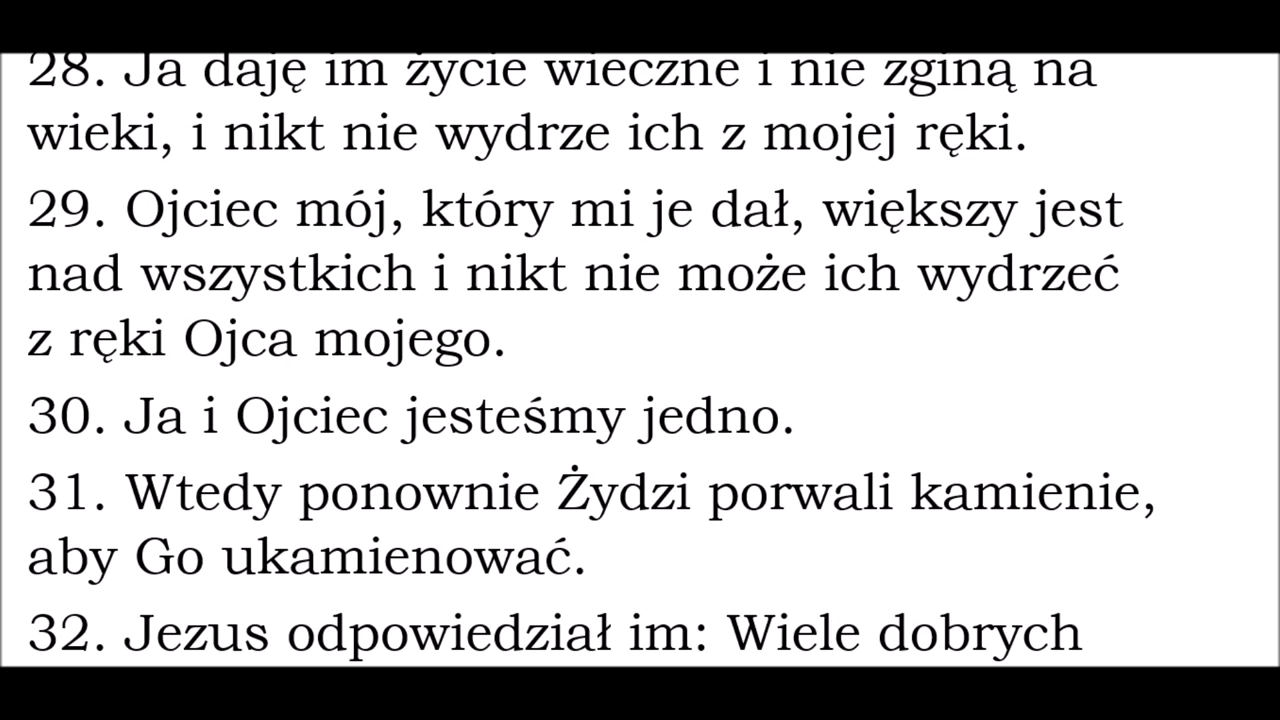 28. Ja daję im życie wieczne i nie zginą na
wieki, i nikt nie wydrze ich z mojej ręki.
29. Ojciec mój, który mi je dał, większy jest
nad wszystkich i nikt nie może ich wydrzeć
z ręki Ojca mojego.
30. Ja i Ojciec jesteśmy jedno.
31. Wtedy ponownie Żydzi porwali kamienie,
aby Go ukamienować.
32. Jezus odpowiedział im: Wiele dobrych